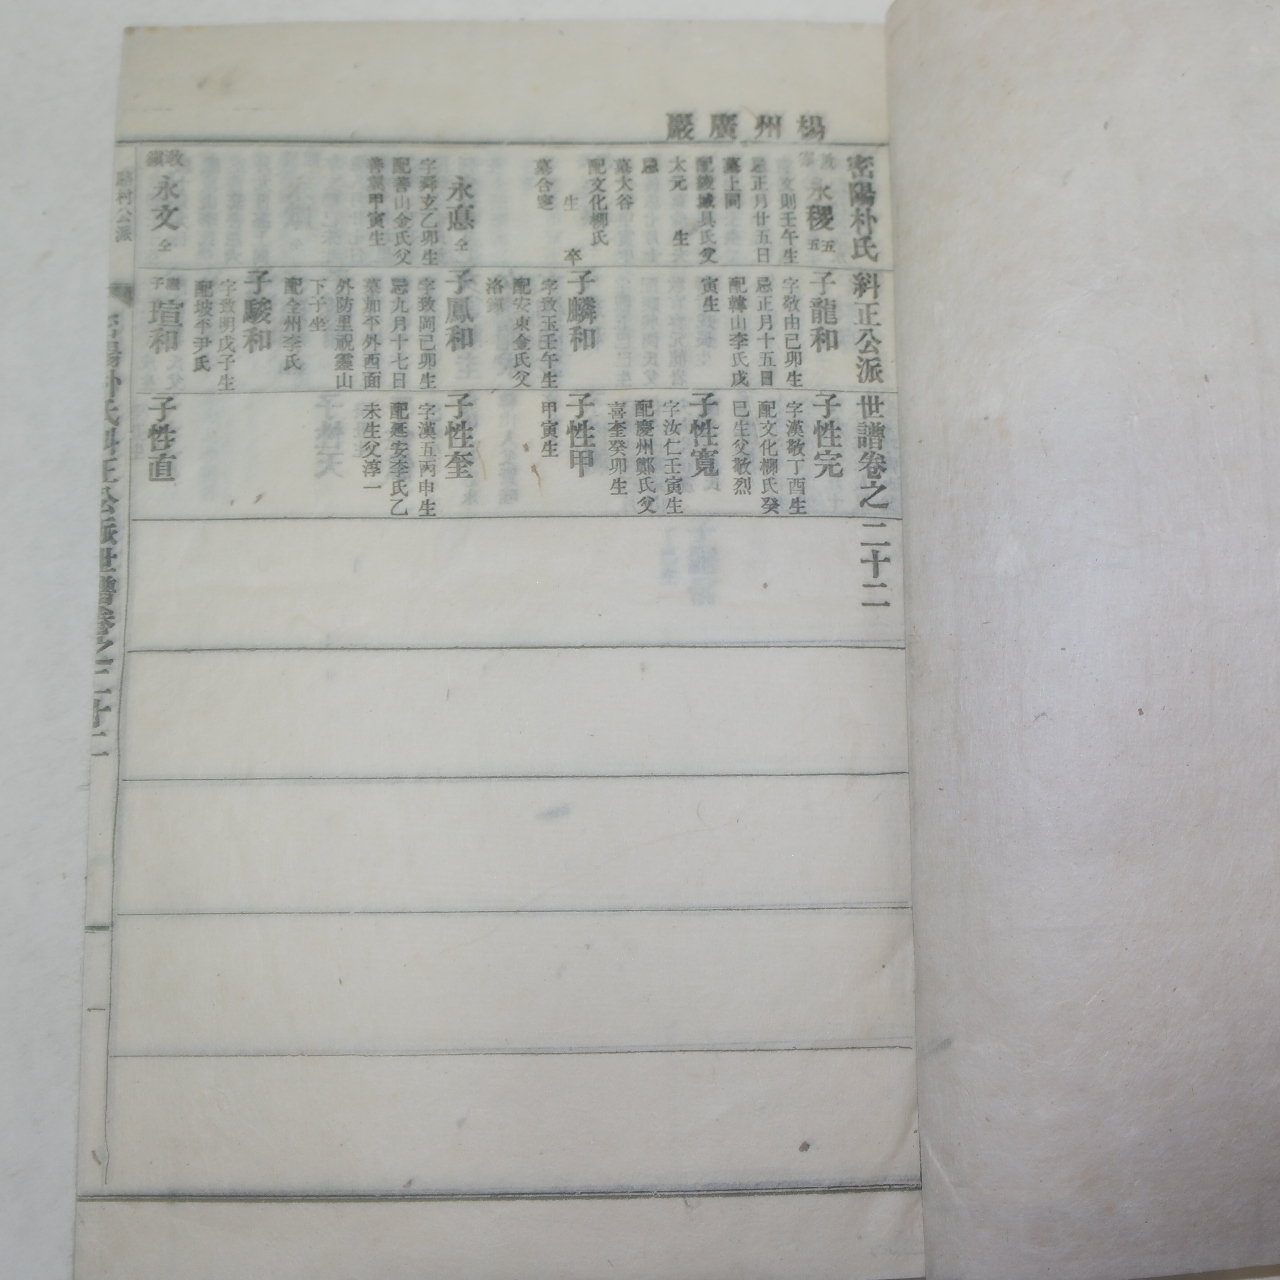 楊州廣嚴
密陽朴氏糾正公派世譜卷之二十二
永稷
文則壬午生
忌正月廿五日
墓上同
配綾城具氏父
太元 生
忌
墓大谷
配文化柳氏
生 卒
墓合窆
永悳
字舜玄乙卯生
配善山金氏父
甲寅生
永文
子龍和
字敬由己卯生
忌正月十五日
配韓山李氏戊
寅生
子麟和
字致玉壬午生
配安東金氏父
洛
子鳳和
字致岡己卯生
忌九月十七日
墓加平外西面
外防里祝靈山
下子坐
配全州李氏
子駿和
字致明戊子生
配坡平尹氏
瑄和
子性完
字漢敬丁酉生
配文化柳氏癸
巳生父敬烈
子性寬
字汝仁壬寅生
配慶州鄭氏父
喜奎癸卯生
子性甲
甲寅生
子性奎
字漢五丙申生
配延安李氏乙
未生父淳一
子性直
密陽朴氏糾正公派世譜卷之二十二